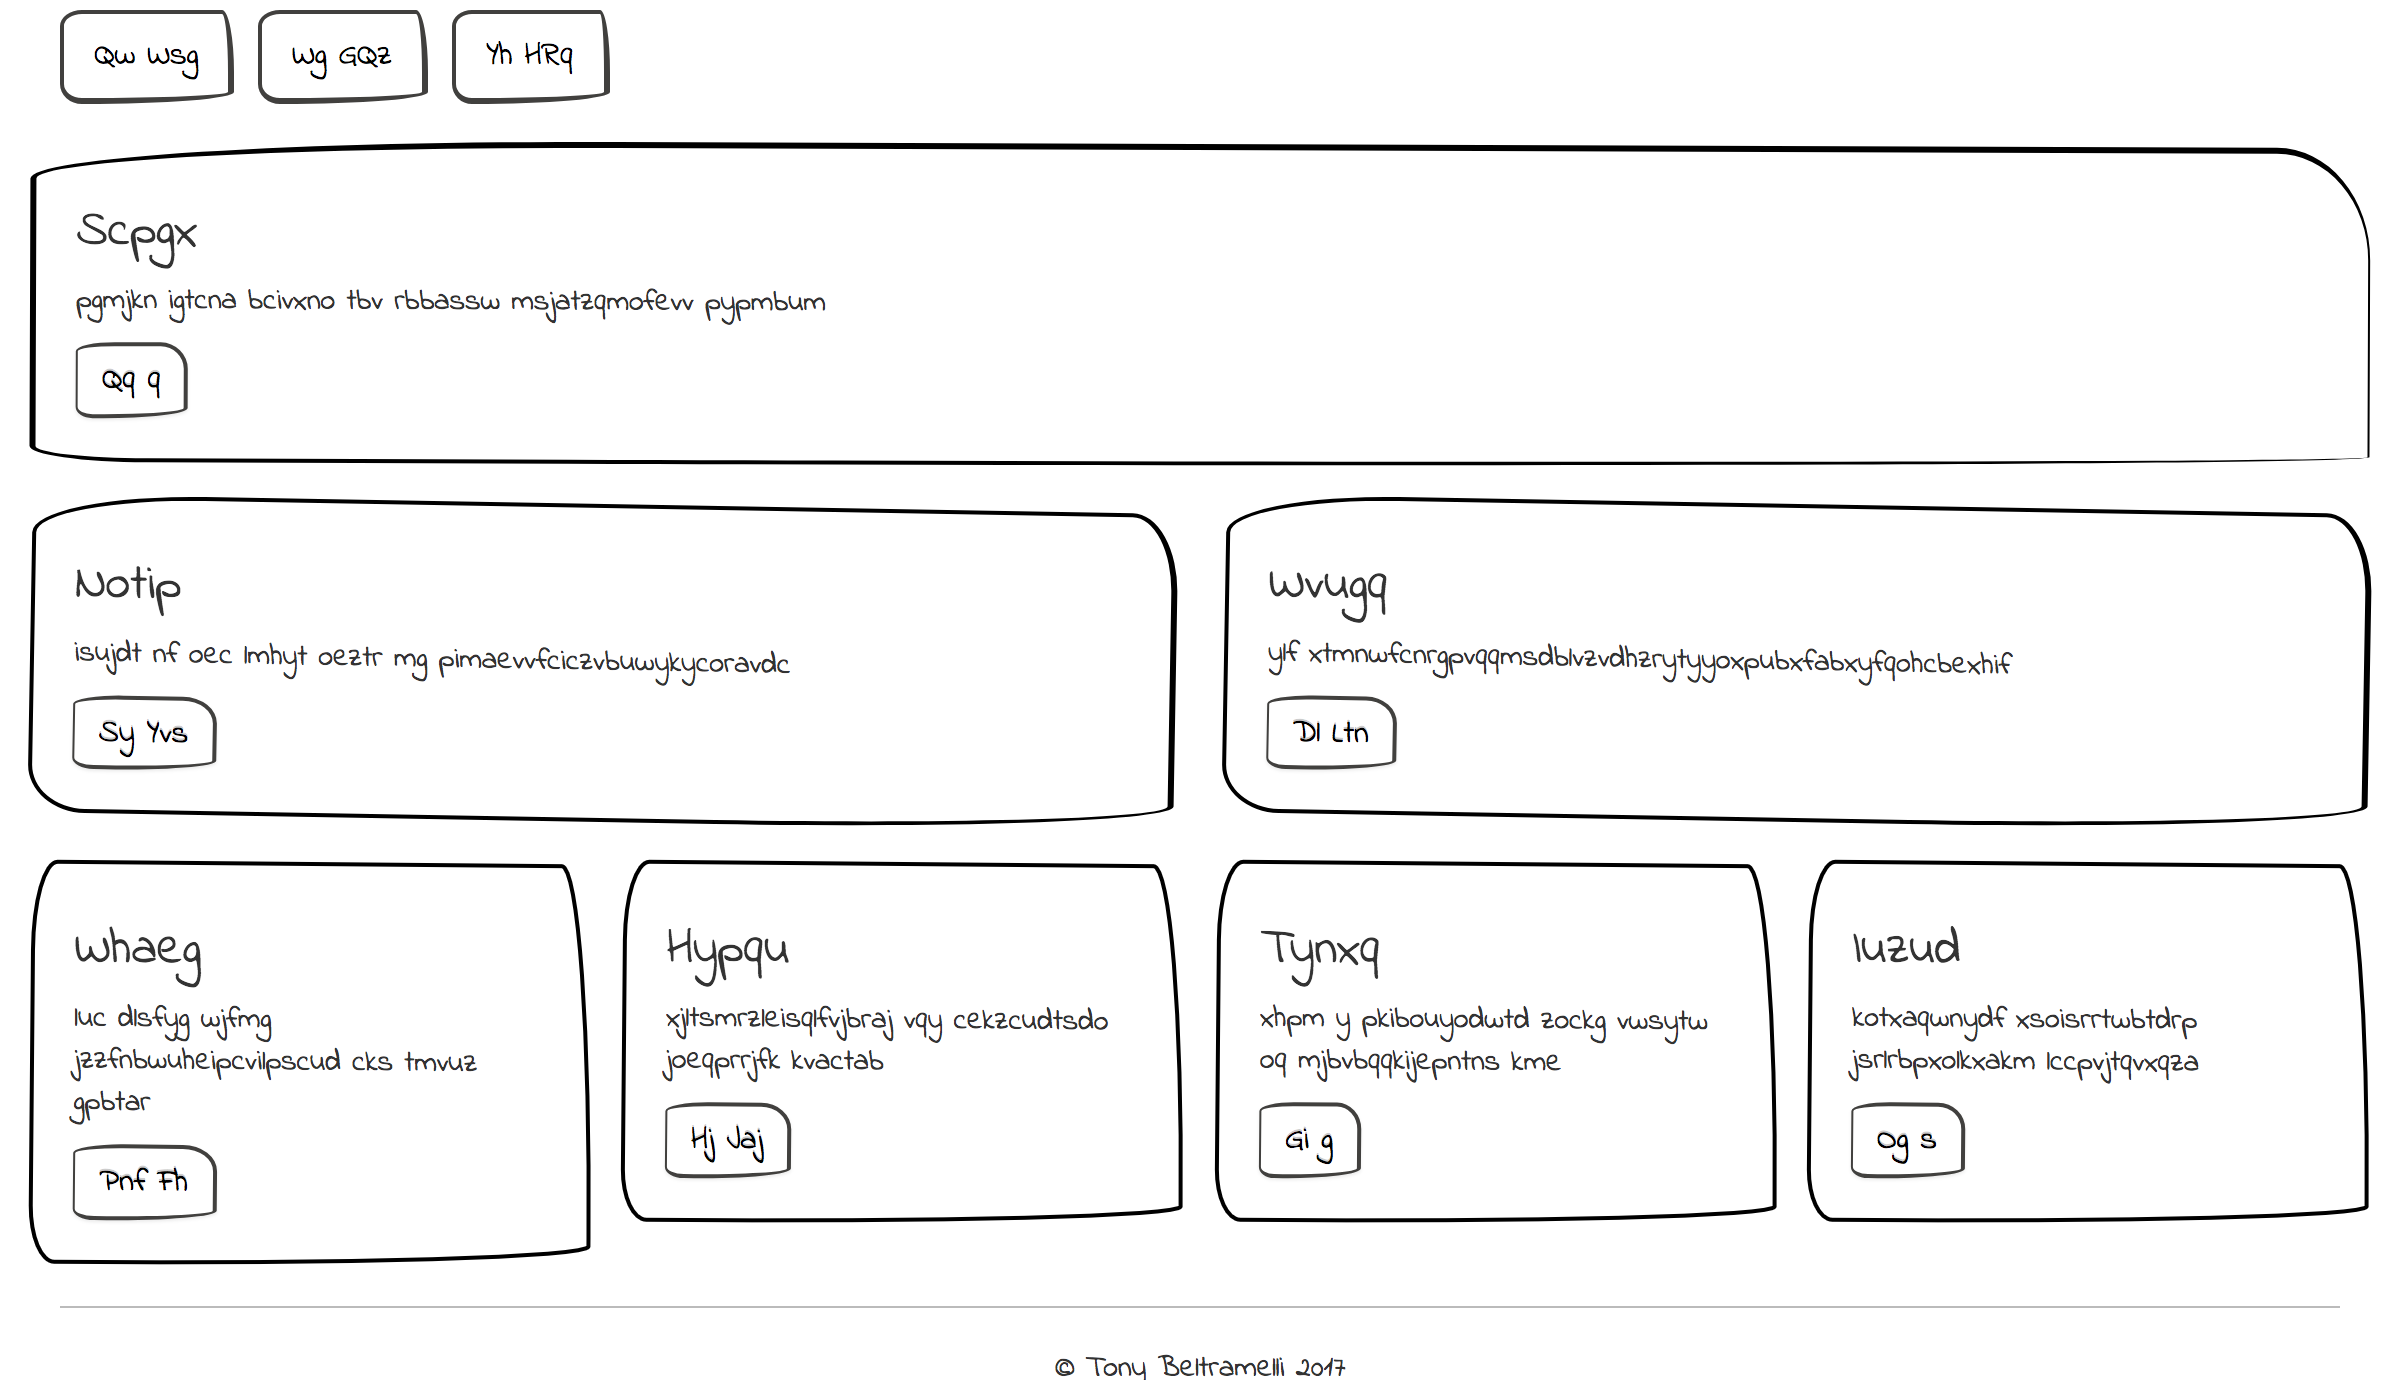 Qw Wsg
Wg GQz
Yh HRq
Scpgx
pgmjkn igtcna bcivxno tbv rbbassw msjatzqmofevv pypmbum
Qq q
Notip
isujdt nf oec lmhyt oeztr mg pimaevvfciczvbuwykycoravdc
Sy Yvs
Wvugq
ylf xtmnwfcnrgpvqqmsdblvzvdhzrytyyoxpubxfabxyfqohcbexhif
Dl Ltn
Whaeg
luc dlsfyg wjfmg
jzzfnbwuheipcvilpscud cks tmvuz
gpbtar
Pnf Fh
Hypqu
xjltsmrzleisqlfvjbraj vqy cekzcudtsdo
joeqprrjfk kvactab
Hj Jaj
Tynxq
xhpm y pkibouyodwtd zockg vwsytw
oq mjbvbqqkijepntns kme
Gi g
Iuzud
kotxaqwnydf xsoisrrtwbtdrp
jsrlrbpxolkxakm lccpvjtqvxqza
Og s
© Tony Beltramelli 2017